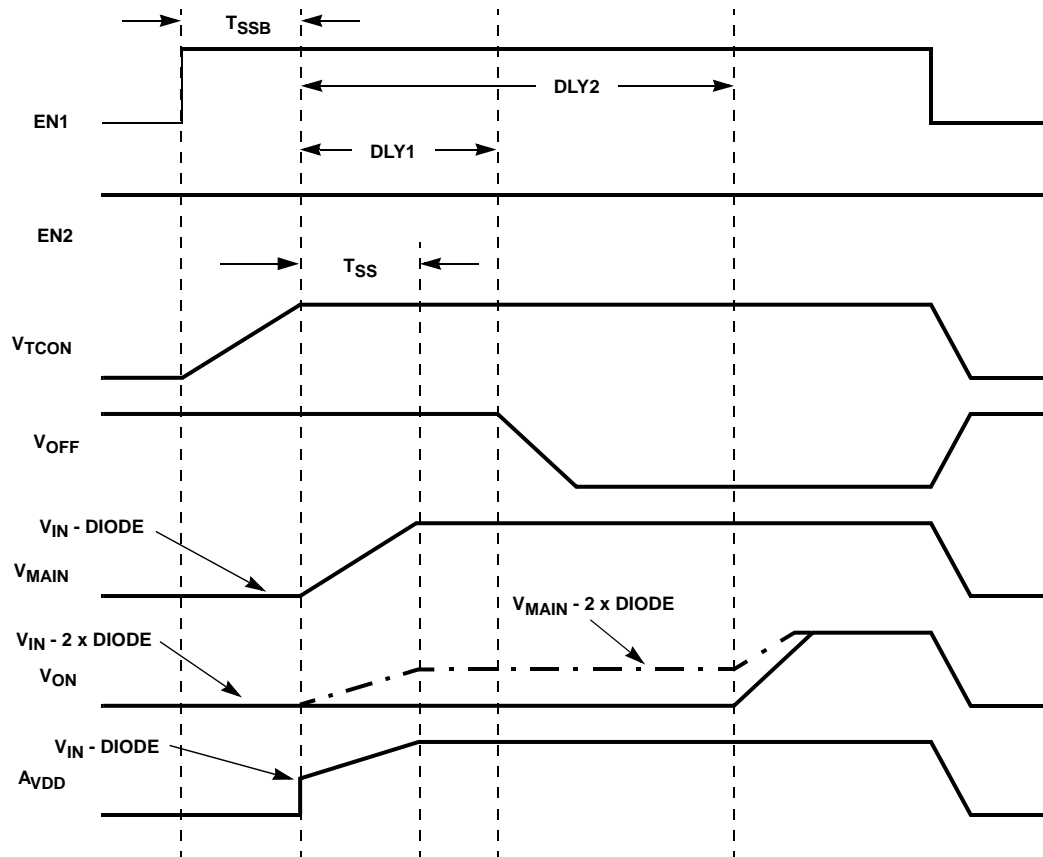 TSSB
DLY2
EN1
DLY1
EN2
TSS
VTCON
VOFF
VIN - DIODE
VMAIN
VMAIN - 2 x DIODE
VIN - 2 x DIODE
VON
VIN - DIODE
AVDD